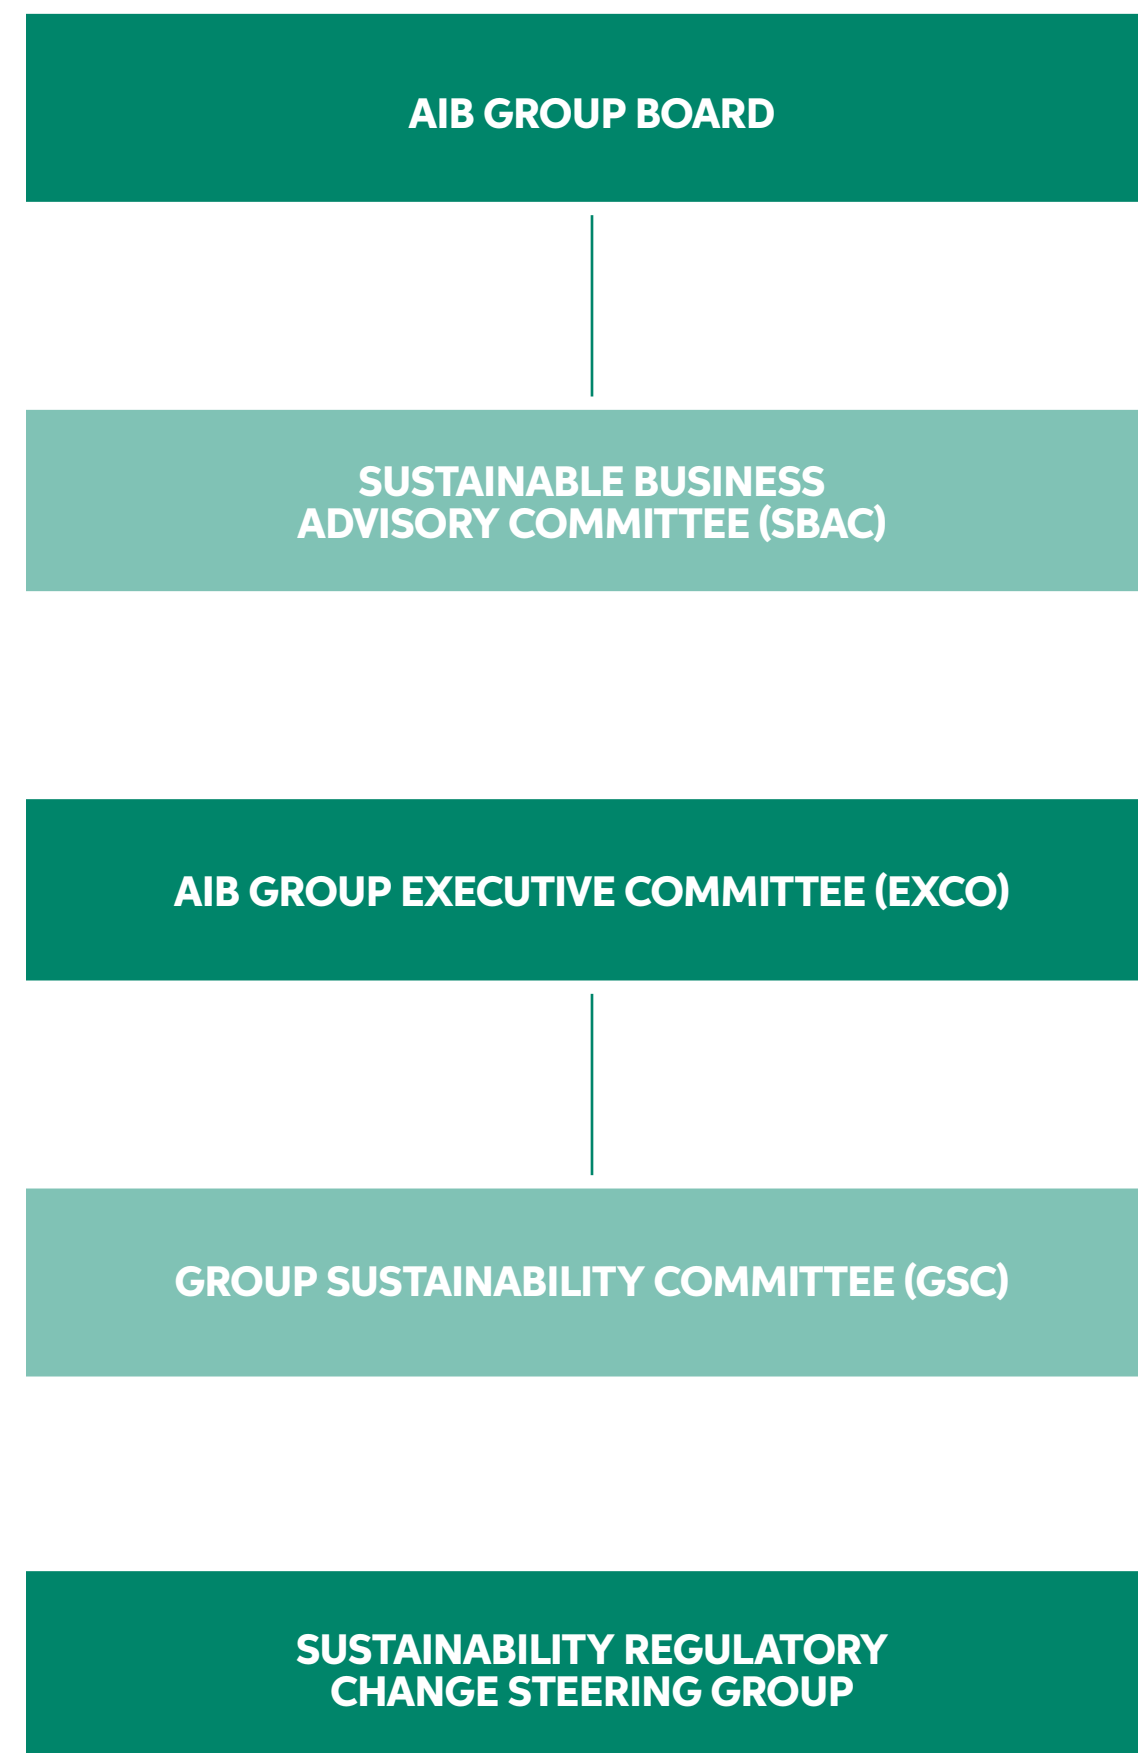 AIB GROUP BOARD
SUSTAINABLE BUSINESS
ADVISORY COMMITTEE (SBAC)
AIB GROUP EXECUTIVE COMMITTEE (EXCO)
GROUP SUSTAINABILITY COMMITTEE (GSC)
SUSTAINABILITY REGULATORY
CHANGE STEERING GROUP